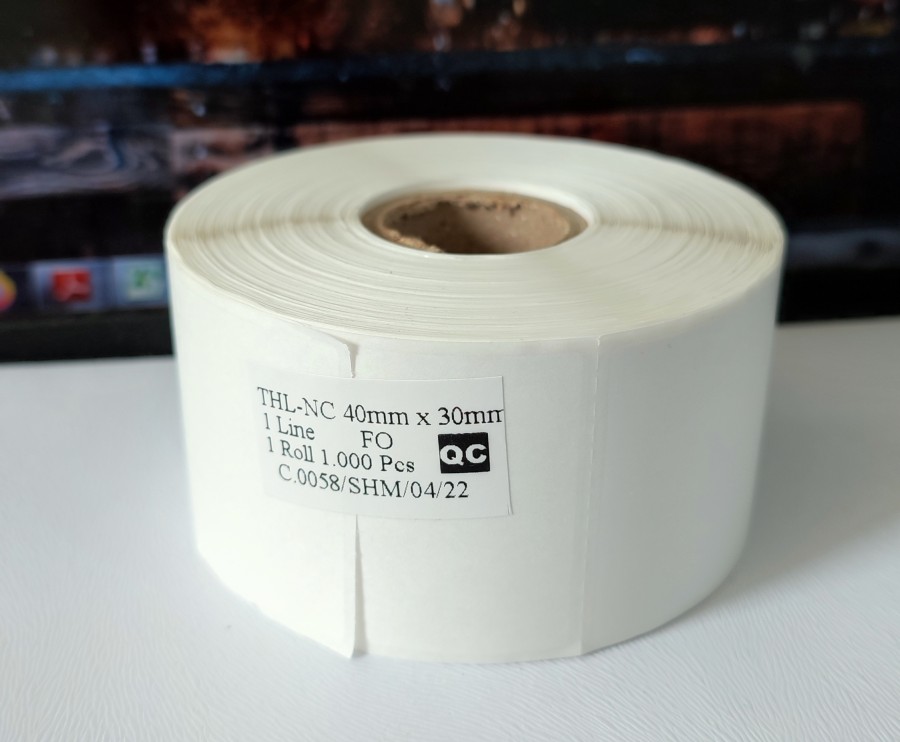 THL-NC 40mm x 30mm
1 Line FO
1 Roll 1.000 Pcs QC
C.0058/SHM/04/22